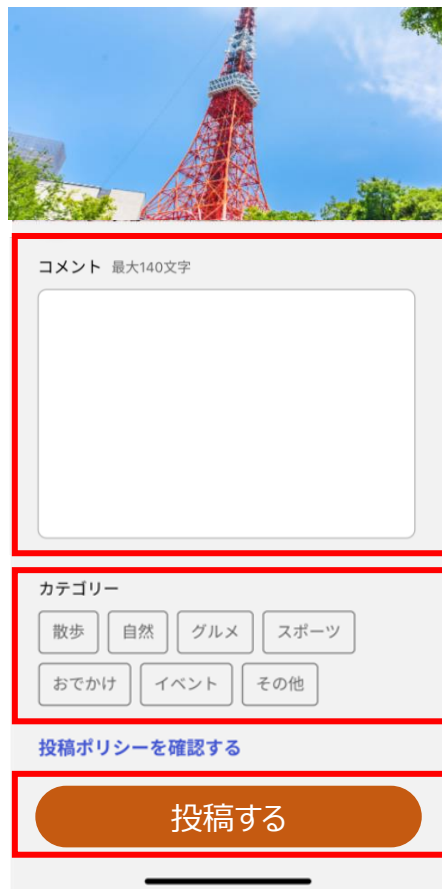 コメント 最大140文字
カテゴリー
散歩 自然 グルメ スポーツ
おでかけ イベント その他
投稿ポリシーを確認する
投稿する